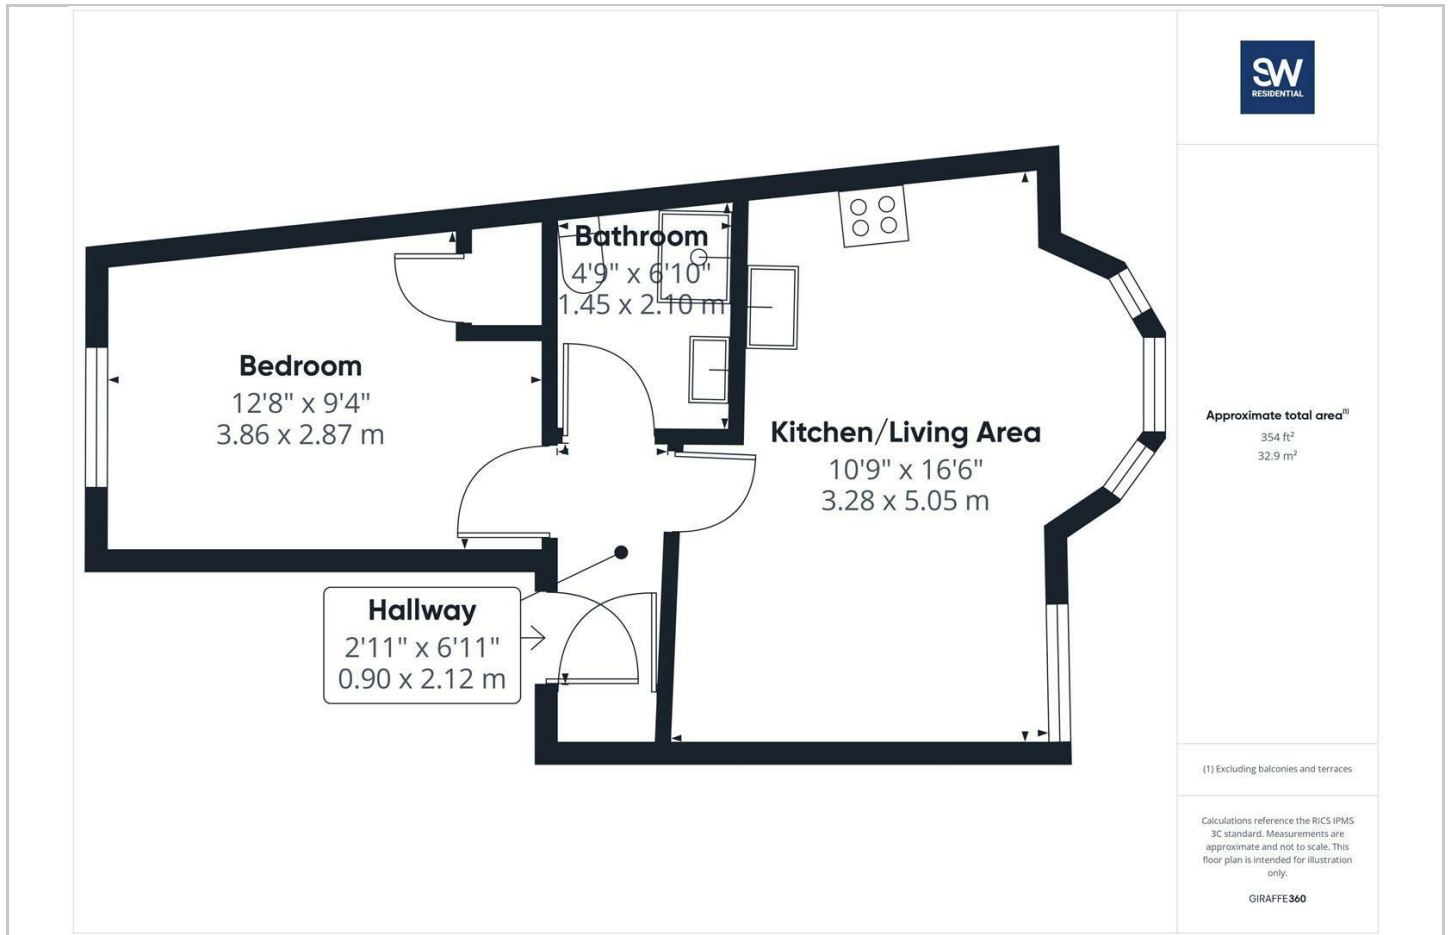 SW
RESIDENTIAL
Bathroom
4'9" x 6'10"
1.45 x 2.10 m
Bedroom
12'8" x 9'4"
3.86 x 2.87 m
Kitchen/Living Area
10'9" x 16'6"
3.28 x 5.05 m
Hallway
2'11" x 6'11"
0.90 x 2.12 m
Approximate total area(1)
354 ft²
32.9 m²
(1) Excluding balconies and terraces
Calculations reference the RICS IPMS
3C standard. Measurements are
approximate and not to scale. This
floor plan is intended for illustration
only.
GIRAFFE360